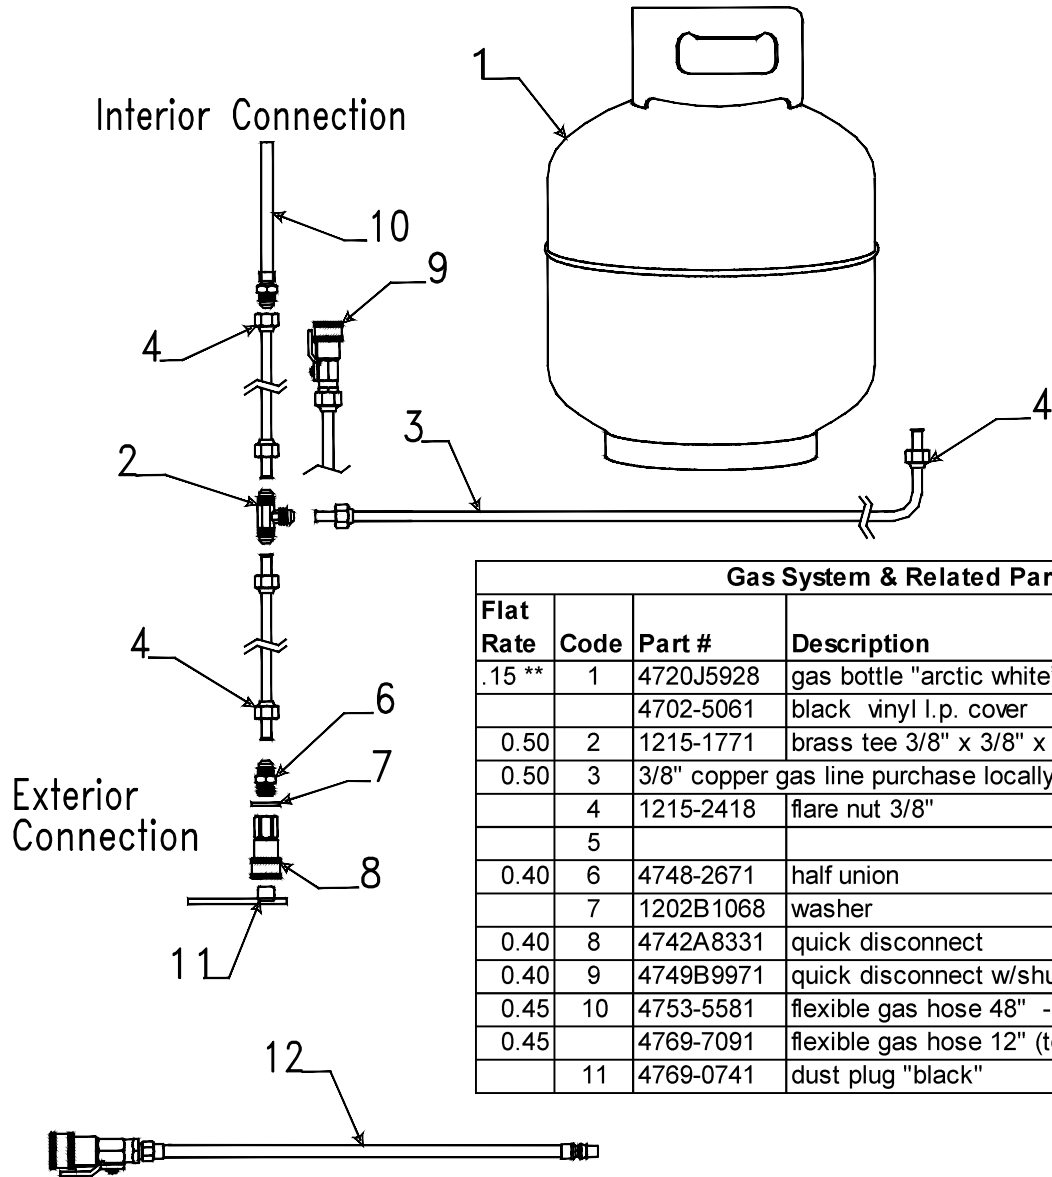 1
Interior Connection
10
9
4
4
3
2
4
6
7
Exterior
Connection
8
11
12
Gas System & Related Par
Flat
Rate Code Part # Description
.15 ** 1 4720J5928 gas bottle "arctic white"
4702-5061 black vinyl l.p. cover
0.50 2 1215-1771 brass tee 3/8" x 3/8" x
0.50 3 3/8" copper gas line purchase locally
4 1215-2418 flare nut 3/8"
5
0.40 6 4748-2671 half union
7 1202B1068 washer
0.40 8 4742A8331 quick disconnect
0.40 9 4749B9971 quick disconnect w/shu
0.45 10 4753-5581 flexible gas hose 48" -
0.45 4769-7091 flexible gas hose 12" (t
11 4769-0741 dust plug "black"